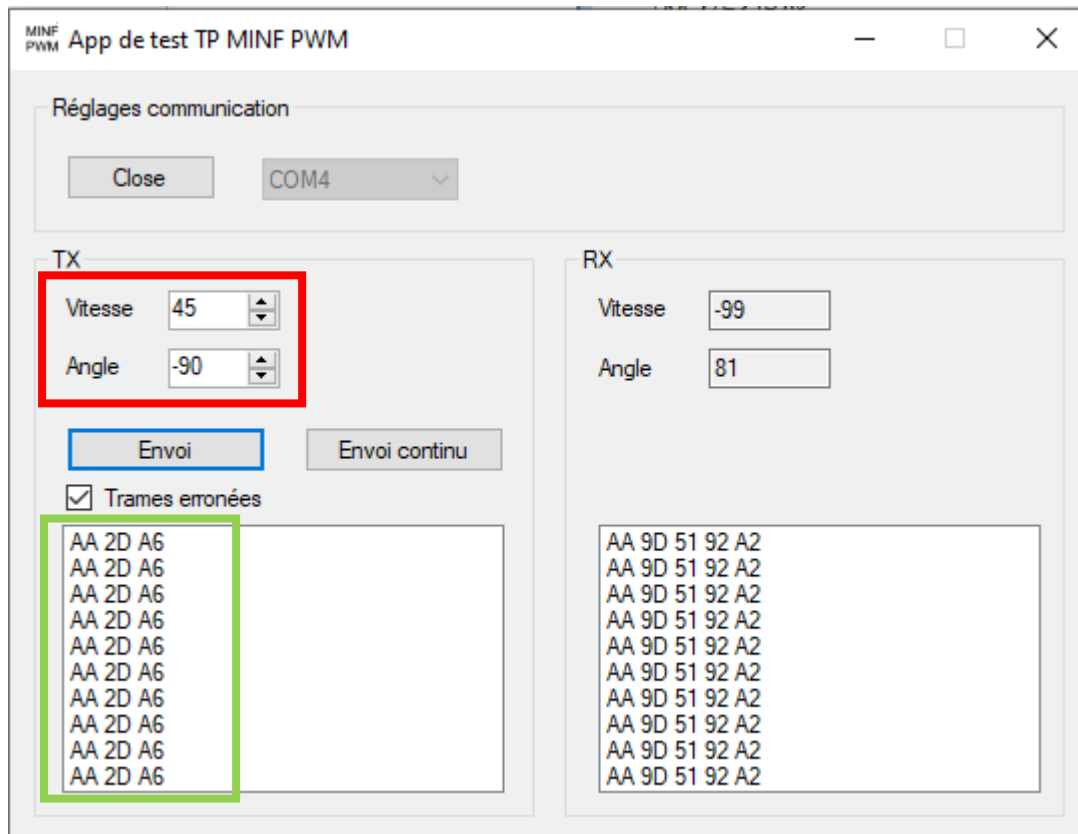 MINF PWM App de test TP MINF PWM
Réglages communication
Close COM4
TX
Vitesse 45
Angle -90
Envoi Envoi continu
Trames erronées
AA 2D A6
AA 2D A6
AA 2D A6
AA 2D A6
AA 2D A6
AA 2D A6
AA 2D A6
AA 2D A6
AA 2D A6
AA 2D A6
RX
Vitesse -99
Angle 81
AA 9D 51 92 A2
AA 9D 51 92 A2
AA 9D 51 92 A2
AA 9D 51 92 A2
AA 9D 51 92 A2
AA 9D 51 92 A2
AA 9D 51 92 A2
AA 9D 51 92 A2
AA 9D 51 92 A2
AA 9D 51 92 A2